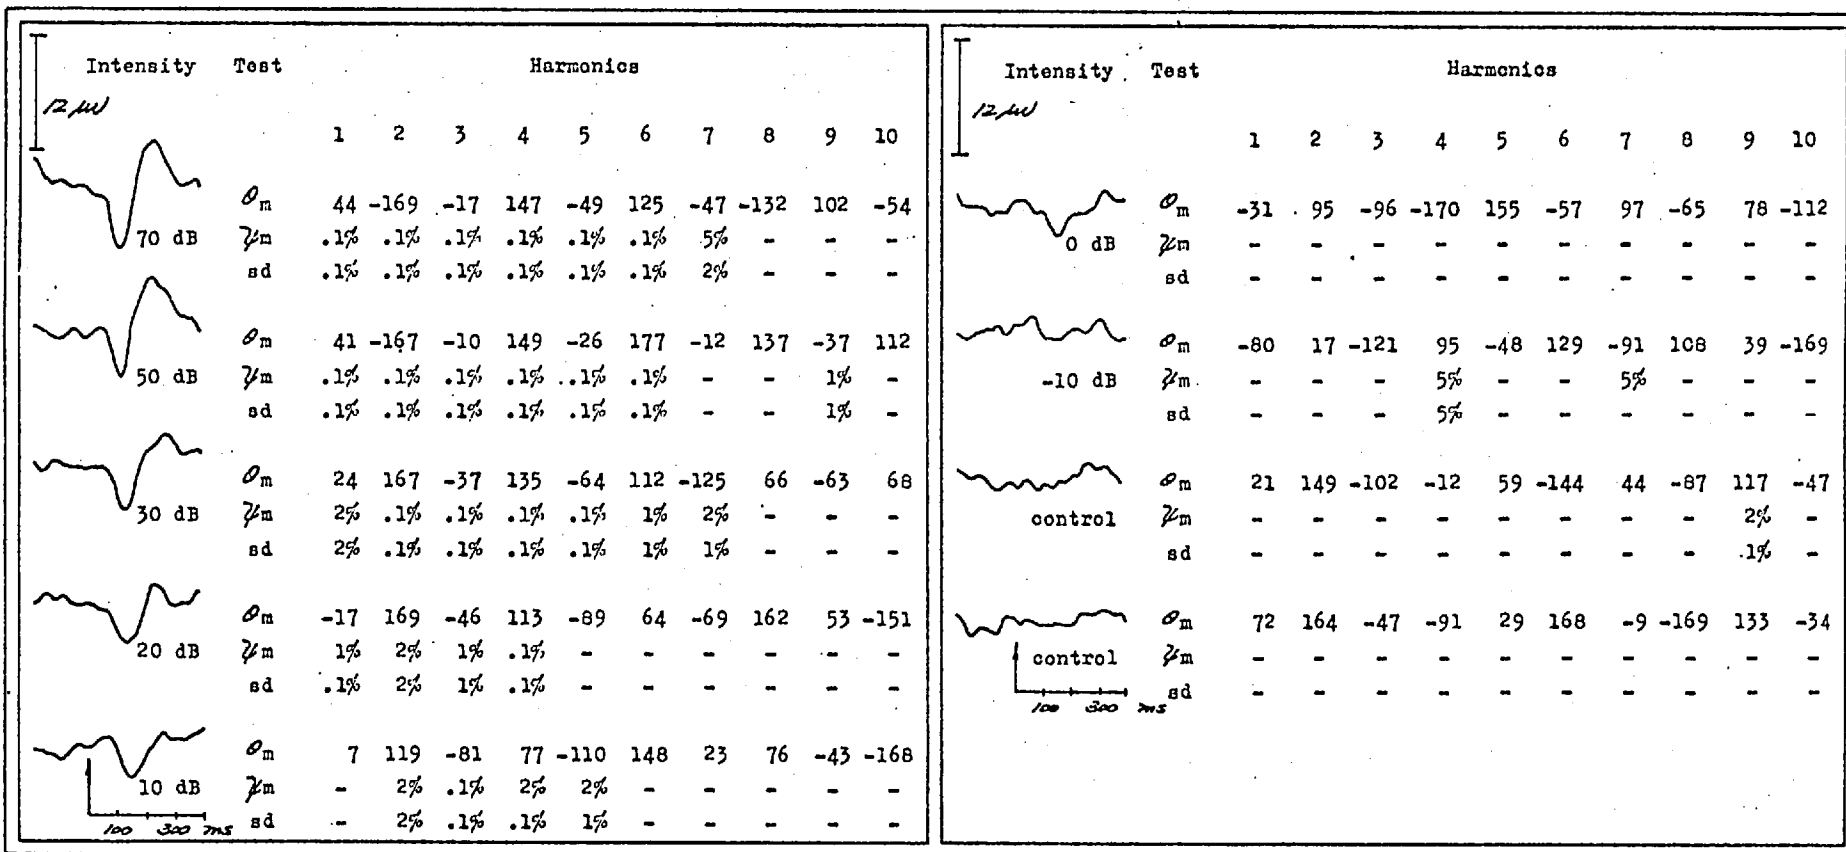 Intensity Test Harmonics
12 μv
1 2 3 4 5 6 7 8 9 10
θm 44 -169 -17 147 -49 125 -47 -132 102 -54
70 dB γm .1% .1% .1% .1% .1% .1% 5% - - -
sd .1% .1% .1% .1% .1% .1% 2% - - -
θm 41 -167 -10 149 -26 177 -12 137 -37 112
50 dB γm .1% .1% .1% .1% .1% .1% - - 1% -
sd .1% .1% .1% .1% .1% .1% - - 1% -
θm 24 167 -37 135 -64 112 -125 66 -63 68
30 dB γm 2% .1% .1% .1% .1% 1% 2% - - -
sd 2% .1% .1% .1% .1% 1% 1% - - -
θm -17 169 -46 113 -89 64 -69 162 53 -151
20 dB γm 1% 2% 1% .1% - - - - - -
sd .1% 2% 1% .1% - - - - - -
θm 7 119 -81 77 -110 148 23 76 -43 -168
10 dB γm - 2% .1% 2% 2% - - - - -
sd - 2% .1% .1% 1% - - - - -
100 300 ms
Intensity Test Harmonics
12 μv
1 2 3 4 5 6 7 8 9 10
θm -31 95 -96 -170 155 -57 97 -65 78 -112
0 dB γm - - - - - - - - - -
sd - - - - - - - - - -
θm -80 17 -121 95 -48 129 -91 108 39 -169
-10 dB γm - - - 5% - - 5% - - -
sd - - - 5% - - - - - -
θm 21 149 -102 -12 59 -144 44 -87 117 -47
control γm - - - - - - - - 2% -
sd - - - - - - - - .1% -
θm 72 164 -47 -91 29 168 -9 -169 133 -34
control γm - - - - - - - - - -
sd - - - - - - - - - -
100 300 ms